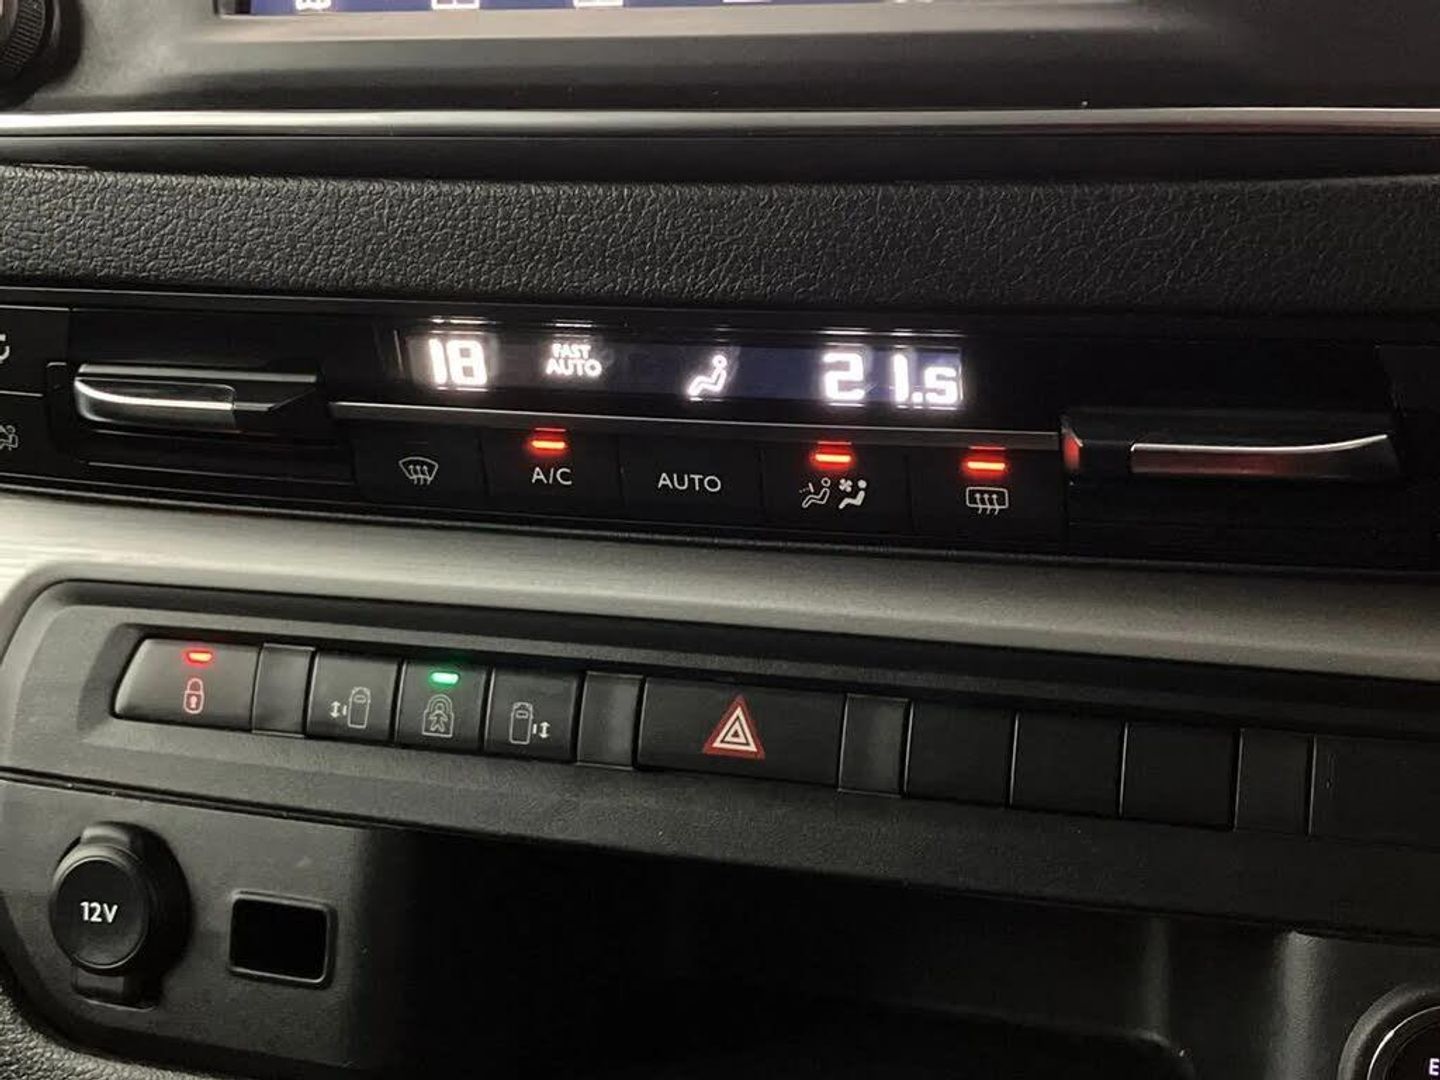 18 FAST AUTO 21.5
A/C AUTO
12V
E